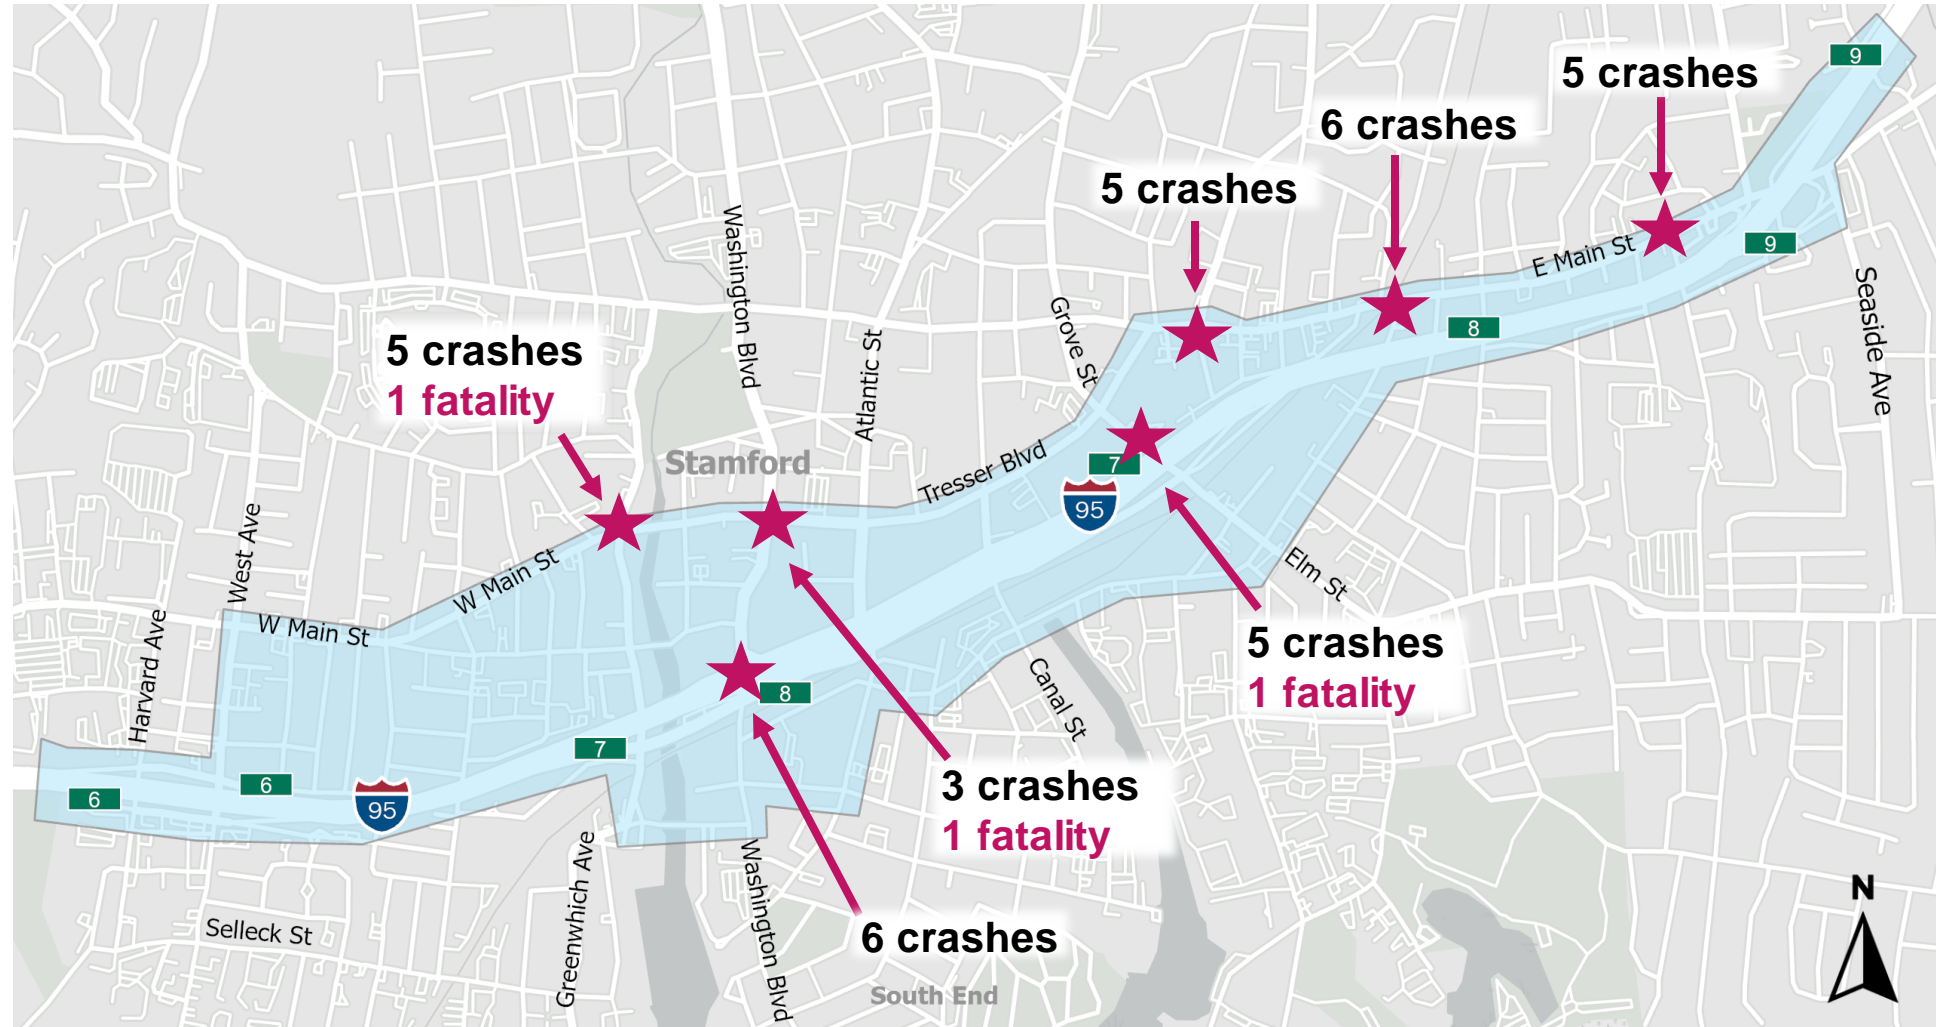 9
5 crashes
6 crashes
5 crashes
Washington Blvd
E Main St
9
Seaside Ave
Grove St
8
5 crashes
1 fatality
Atlantic St
Stamford
Tresser Blvd
7
95
West Ave
W Main St
Elm St
W Main St
Harvard Ave
5 crashes
1 fatality
Canal St
8
7
6
6
95
3 crashes
1 fatality
Greenwhich Ave
Washington Blvd
N
Selleck St
6 crashes
South End